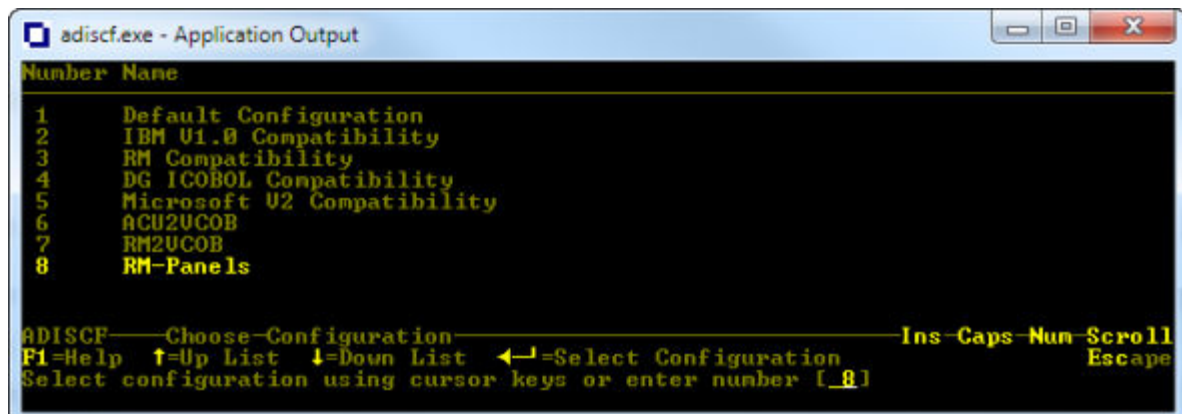 adiscf.exe - Application Output
Number Name
1 Default Configuration
2 IBM V1.0 Compatibility
3 RM Compatibility
4 DG ICOBOL Compatibility
5 Microsoft V2 Compatibility
6 ACU2VCOB
7 RM2VCOB
8 RM-Panels
ADISCF——Choose-Configuration——Ins-Caps-Num-Scroll
F1=Help ↑=Up List ↓=Down List ←┘=Select Configuration Escape
Select configuration using cursor keys or enter number [ 8]